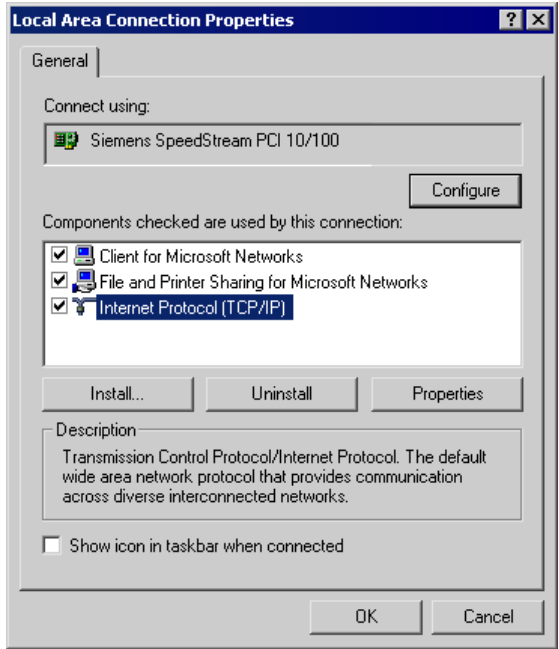 Local Area Connection Properties
General
Connect using:
Siemens SpeedStream PCI 10/100
Configure
Components checked are used by this connection:
Client for Microsoft Networks
File and Printer Sharing for Microsoft Networks
Internet Protocol (TCP/IP)
Install... Uninstall Properties
Description
Transmission Control Protocol/Internet Protocol. The default
wide area network protocol that provides communication
across diverse interconnected networks.
Show icon in taskbar when connected
OK Cancel